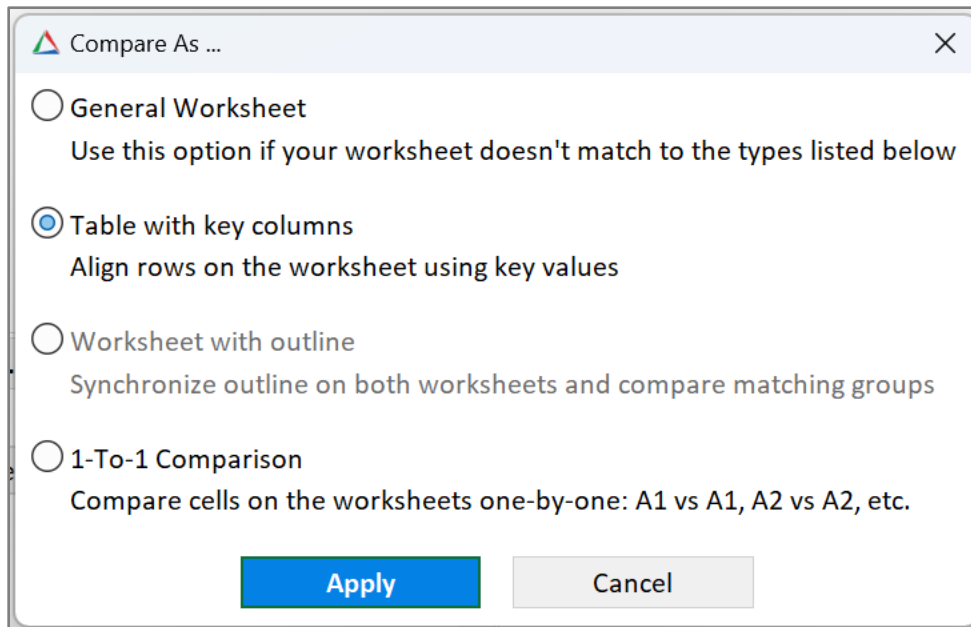 Compare As ...
General Worksheet
Use this option if your worksheet doesn't match to the types listed below
Table with key columns
Align rows on the worksheet using key values
Worksheet with outline
Synchronize outline on both worksheets and compare matching groups
1-To-1 Comparison
Compare cells on the worksheets one-by-one: A1 vs A1, A2 vs A2, etc.
Apply
Cancel